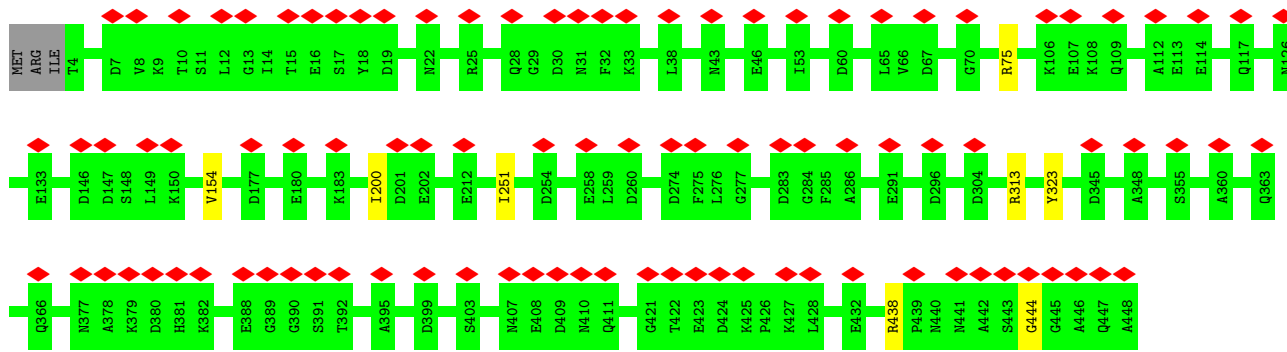 MET ARG ILE T4 D7 V8 K9 T10 S11 L12 G13 I14 T15 E16 S17 Y18 D19 N22 R25 Q28 G29 D30 N31 F32 K33 L38 N43 E46 I53 D60 L65 V66 D67 G70 R75 K106 E107 K108 Q109 A112 E113 E114 Q117
E133 D146 D147 S148 L149 K150 V154 D177 E180 K183 I200 D201 E202 E212 I251 D254 E258 L259 D260 D274 F275 L276 G277 D283 G284 F285 A286 E291 D296 D304 R313 Y323 D345 A348 S355 A360 Q363
Q366 N377 A378 K379 D380 H381 K382 E388 G389 G390 S391 T392 A395 D399 S403 N407 E408 D409 N410 Q411 G421 T422 E423 D424 K425 P426 K427 L428 E432 R438 P439 N440 N441 A442 S443 G444 G445 A446 Q447 A448